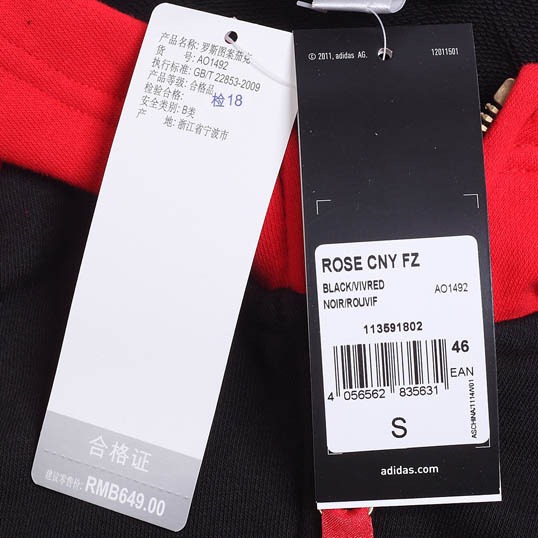 产品名称: 罗斯图案茄克
货 号: AO1492
执行标准: GB/T 22853-2009
产品等级: 合格品
检验合格: 检18
安全类别: B类
产 地: 浙江省宁波市
合格证
建议零售价: RMB649.00
© 2011, adidas AG.
12011501
ROSE CNY FZ
BLACK/VIVRED
NOIR/ROUVIF
AO1492
113591802
46
EAN
4 056562 835631
S
ASCHINA/1114/V01
adidas.com